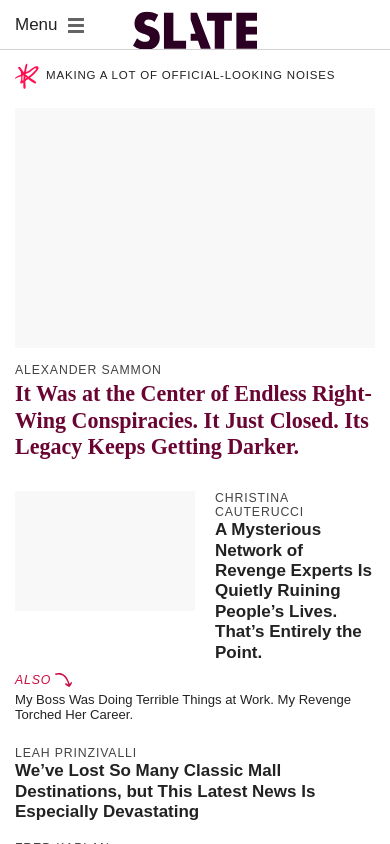 Menu
SLATE
MAKING A LOT OF OFFICIAL-LOOKING NOISES
ALEXANDER SAMMON
It Was at the Center of Endless Right-
Wing Conspiracies. It Just Closed. Its
Legacy Keeps Getting Darker.
CHRISTINA
CAUTERUCCI
A Mysterious
Network of
Revenge Experts Is
Quietly Ruining
People’s Lives.
That’s Entirely the
Point.
ALSO
My Boss Was Doing Terrible Things at Work. My Revenge
Torched Her Career.
LEAH PRINZIVALLI
We’ve Lost So Many Classic Mall
Destinations, but This Latest News Is
Especially Devastating